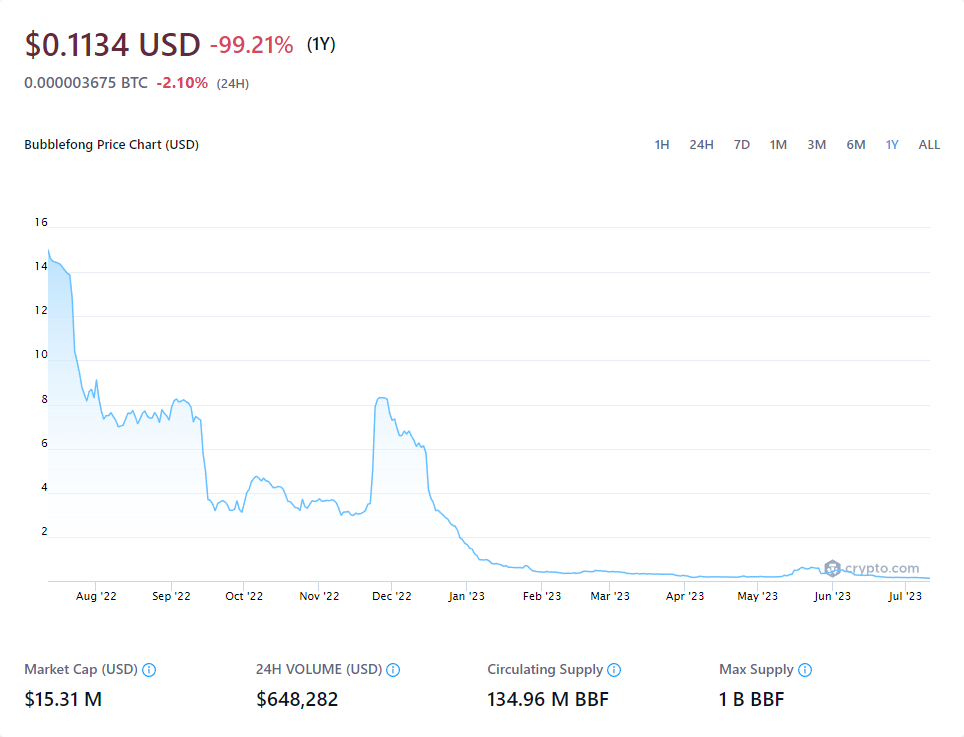 $0.1134 USD -99.21% (1Y)
0.000003675 BTC -2.10% (24H)
Bubblefong Price Chart (USD) 1H 24H 7D 1M 3M 6M 1Y ALL
16
14
12
10
8
6
4
2
crypto.com
Aug '22 Sep '22 Oct '22 Nov '22 Dec '22 Jan '23 Feb '23 Mar '23 Apr '23 May '23 Jun '23 Jul '23
Market Cap (USD) 24H VOLUME (USD) Circulating Supply Max Supply
$15.31 M $648,282 134.96 M BBF 1 B BBF